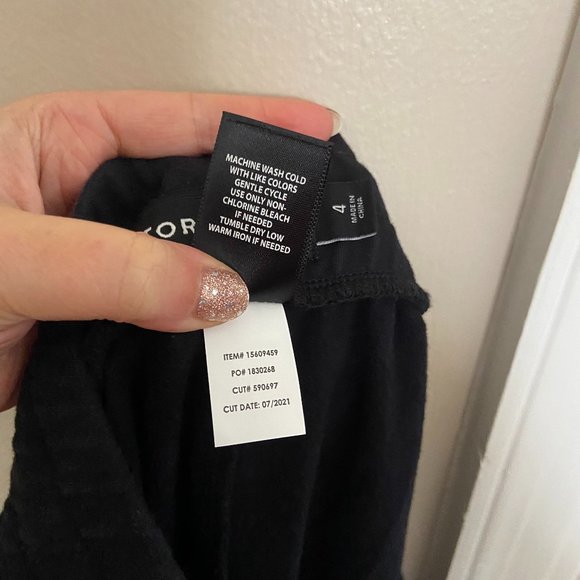 TOR
MACHINE WASH COLD
WITH LIKE COLORS
GENTLE CYCLE
USE ONLY NON-
CHLORINE BLEACH
IF NEEDED
TUMBLE DRY LOW
WARM IRON IF NEEDED
4
MADE IN
CHINA
ITEM# 15609459
PO# 1830268
CUT# 590697
CUT DATE: 07/2021